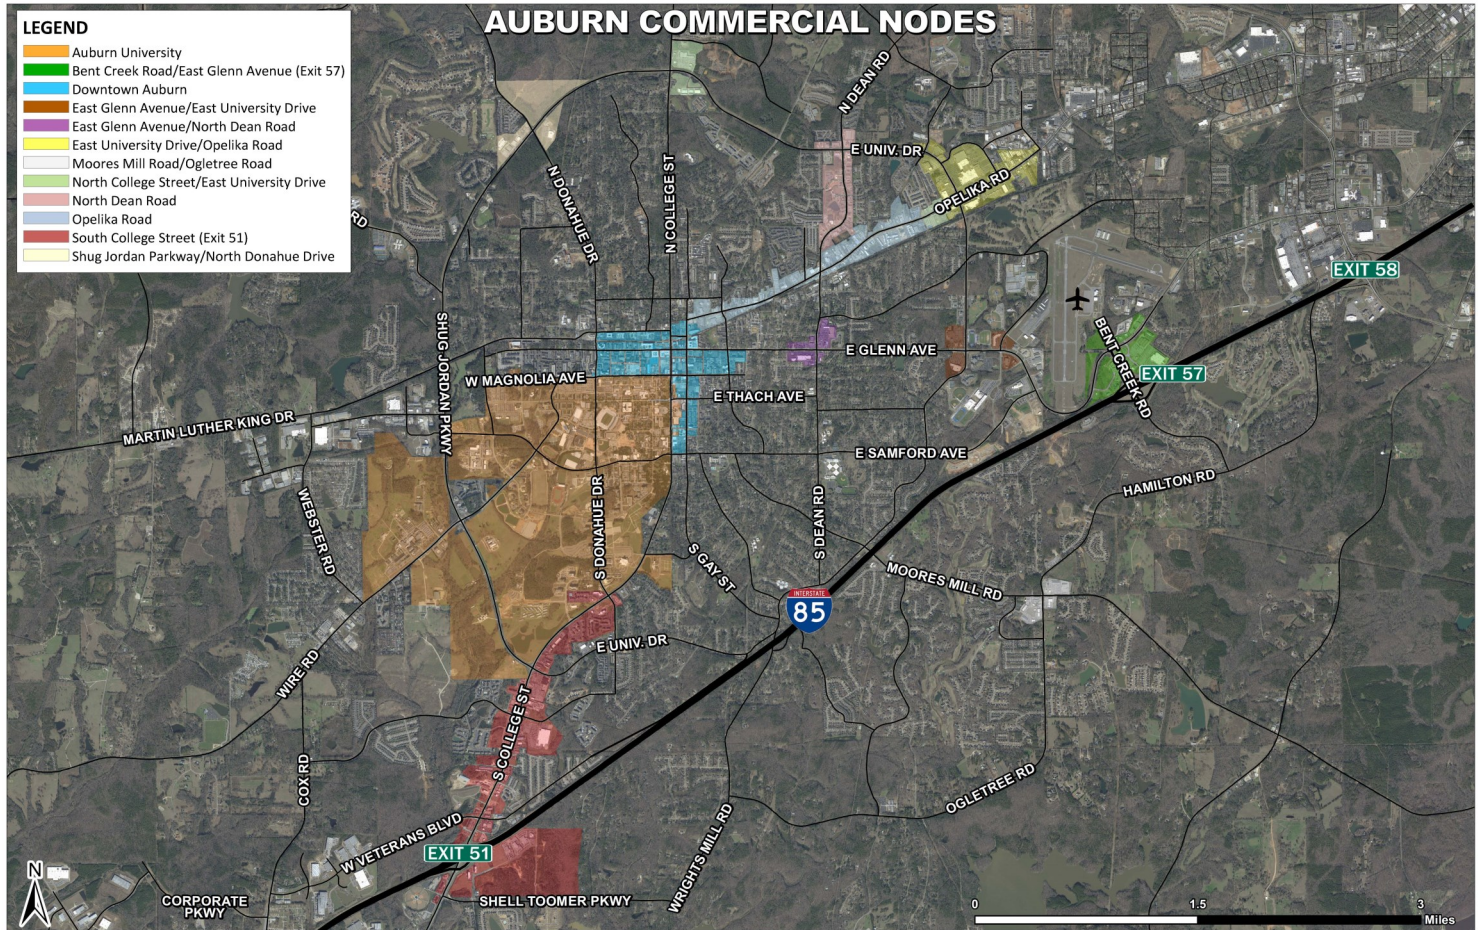 AUBURN COMMERCIAL NODES
LEGEND
Auburn University
Bent Creek Road/East Glenn Avenue (Exit 57)
Downtown Auburn
East Glenn Avenue/East University Drive
East Glenn Avenue/North Dean Road
East University Drive/Opelika Road
Moores Mill Road/Ogletree Road
North College Street/East University Drive
North Dean Road
Opelika Road
South College Street (Exit 51)
Shug Jordan Parkway/North Donahue Drive
N DEAN RD
E UNIV. DR
N DONAHUE DR
N COLLEGE ST
OPELIKA RD
RD
EXIT 58
SHUG JORDAN PKWY
BENT CREEK RD
E GLENN AVE
EXIT 57
W MAGNOLIA AVE
E THACH AVE
MARTIN LUTHER KING DR
E SAMFORD AVE
HAMILTON RD
WEBSTER RD
S DONAHUE DR
S DEAN RD
S GAY ST
MOORES MILL RD
INTERSTATE
85
E UNIV. DR
WIRE RD
S COLLEGE ST
COX RD
OGLETREE RD
W VETERANS BLVD
WRIGHTS MILL RD
EXIT 51
SHELL TOOMER PKWY
CORPORATE
PKWY
N
0
1.5
3
Miles